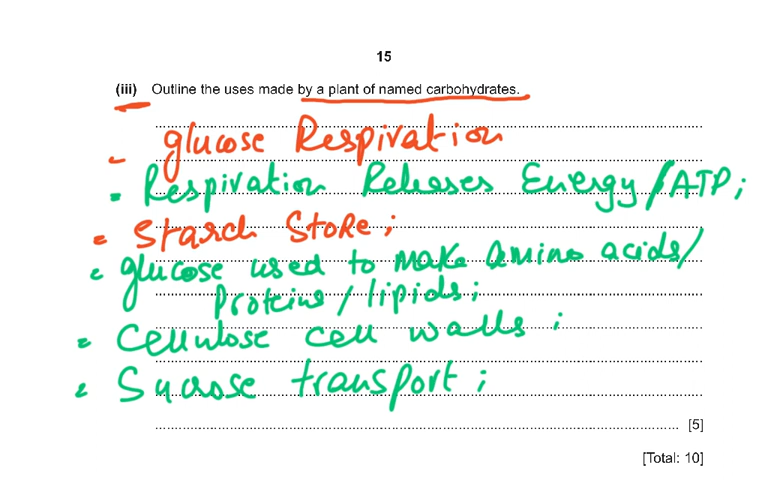 15
(iii) Outline the uses made by a plant of named carbohydrates.
- glucose Respiration
- Respiration Releases Energy/ATP;
- Starch Store;
- glucose used to make amino acids/
Proteins/lipids;
- Cellulose cell walls;
- Sucrose transport;
[5]
[Total: 10]